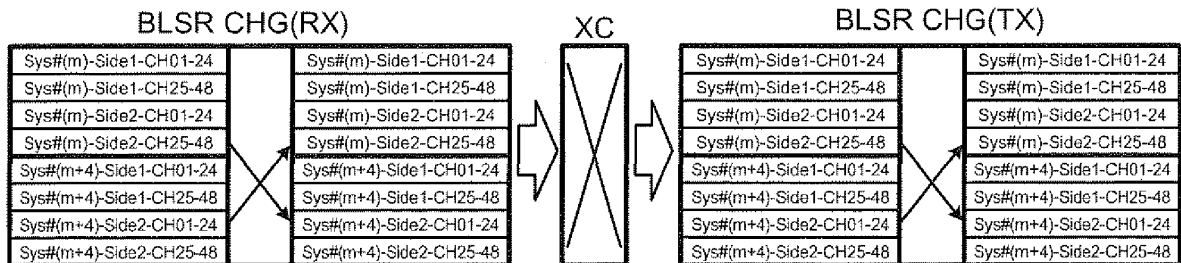 BLSR CHG(RX)
XC
BLSR CHG(TX)
Sys#(m)-Side1-CH01-24
Sys#(m)-Side1-CH25-48
Sys#(m)-Side2-CH01-24
Sys#(m)-Side2-CH25-48
Sys#(m+4)-Side1-CH01-24
Sys#(m+4)-Side1-CH25-48
Sys#(m+4)-Side2-CH01-24
Sys#(m+4)-Side2-CH25-48
Sys#(m)-Side1-CH01-24
Sys#(m)-Side1-CH25-48
Sys#(m)-Side2-CH01-24
Sys#(m)-Side2-CH25-48
Sys#(m+4)-Side1-CH01-24
Sys#(m+4)-Side1-CH25-48
Sys#(m+4)-Side2-CH01-24
Sys#(m+4)-Side2-CH25-48
Sys#(m)-Side1-CH01-24
Sys#(m)-Side1-CH25-48
Sys#(m)-Side2-CH01-24
Sys#(m)-Side2-CH25-48
Sys#(m+4)-Side1-CH01-24
Sys#(m+4)-Side1-CH25-48
Sys#(m+4)-Side2-CH01-24
Sys#(m+4)-Side2-CH25-48
Sys#(m)-Side1-CH01-24
Sys#(m)-Side1-CH25-48
Sys#(m)-Side2-CH01-24
Sys#(m)-Side2-CH25-48
Sys#(m+4)-Side1-CH01-24
Sys#(m+4)-Side1-CH25-48
Sys#(m+4)-Side2-CH01-24
Sys#(m+4)-Side2-CH25-48